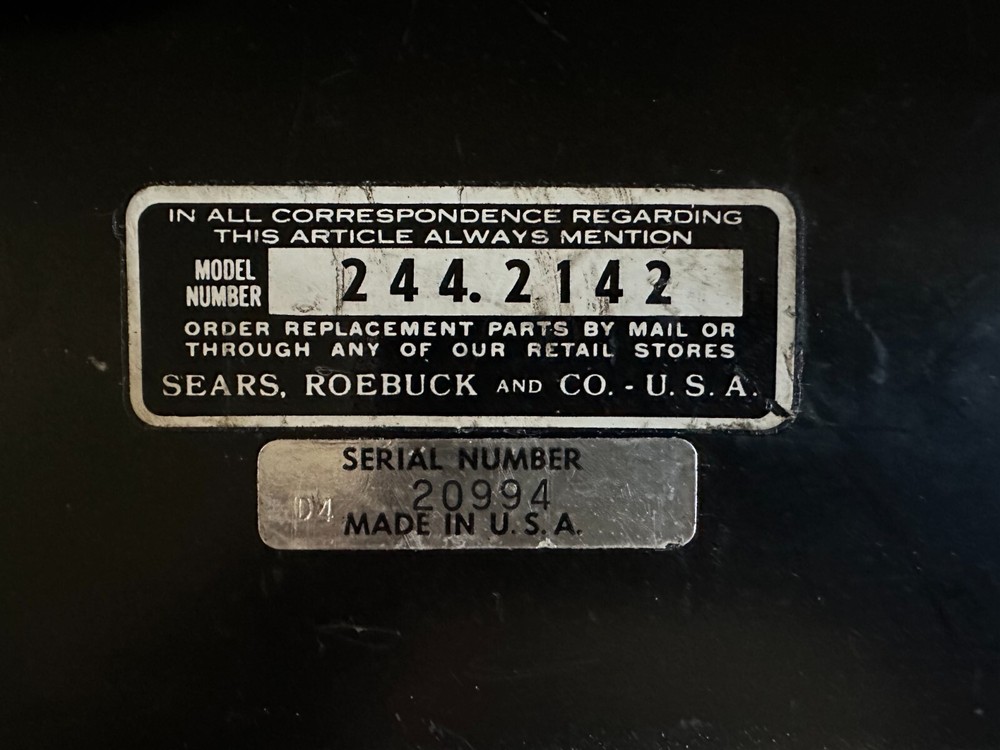 IN ALL CORRESPONDENCE REGARDING
THIS ARTICLE ALWAYS MENTION
MODEL NUMBER 244.2142
ORDER REPLACEMENT PARTS BY MAIL OR
THROUGH ANY OF OUR RETAIL STORES
SEARS, ROEBUCK AND CO. - U. S. A.
SERIAL NUMBER
D4 20994
MADE IN U. S. A.